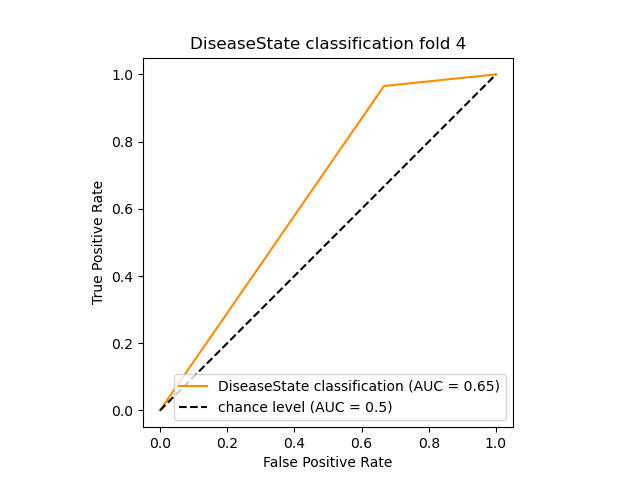 DiseaseState classification fold 4
1.0
0.8
0.6
0.4
0.2
0.0
True Positive Rate
DiseaseState classification (AUC = 0.65)
chance level (AUC = 0.5)
0.0 0.2 0.4 0.6 0.8 1.0
False Positive Rate